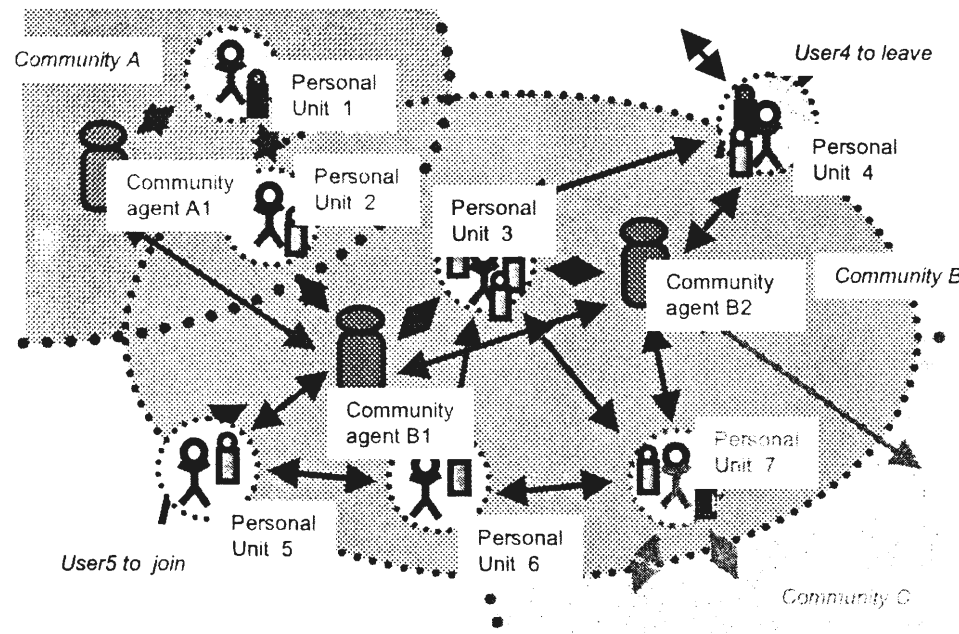 Community A
User4 to leave
Personal
Unit 1
Personal
Unit 4
Community
agent A1
Personal
Unit 2
Personal
Unit 3
Community B
Community
agent B2
Community
agent B1
Personal
Unit 7
Personal
Unit 5
Personal
Unit 6
User5 to join
Community C